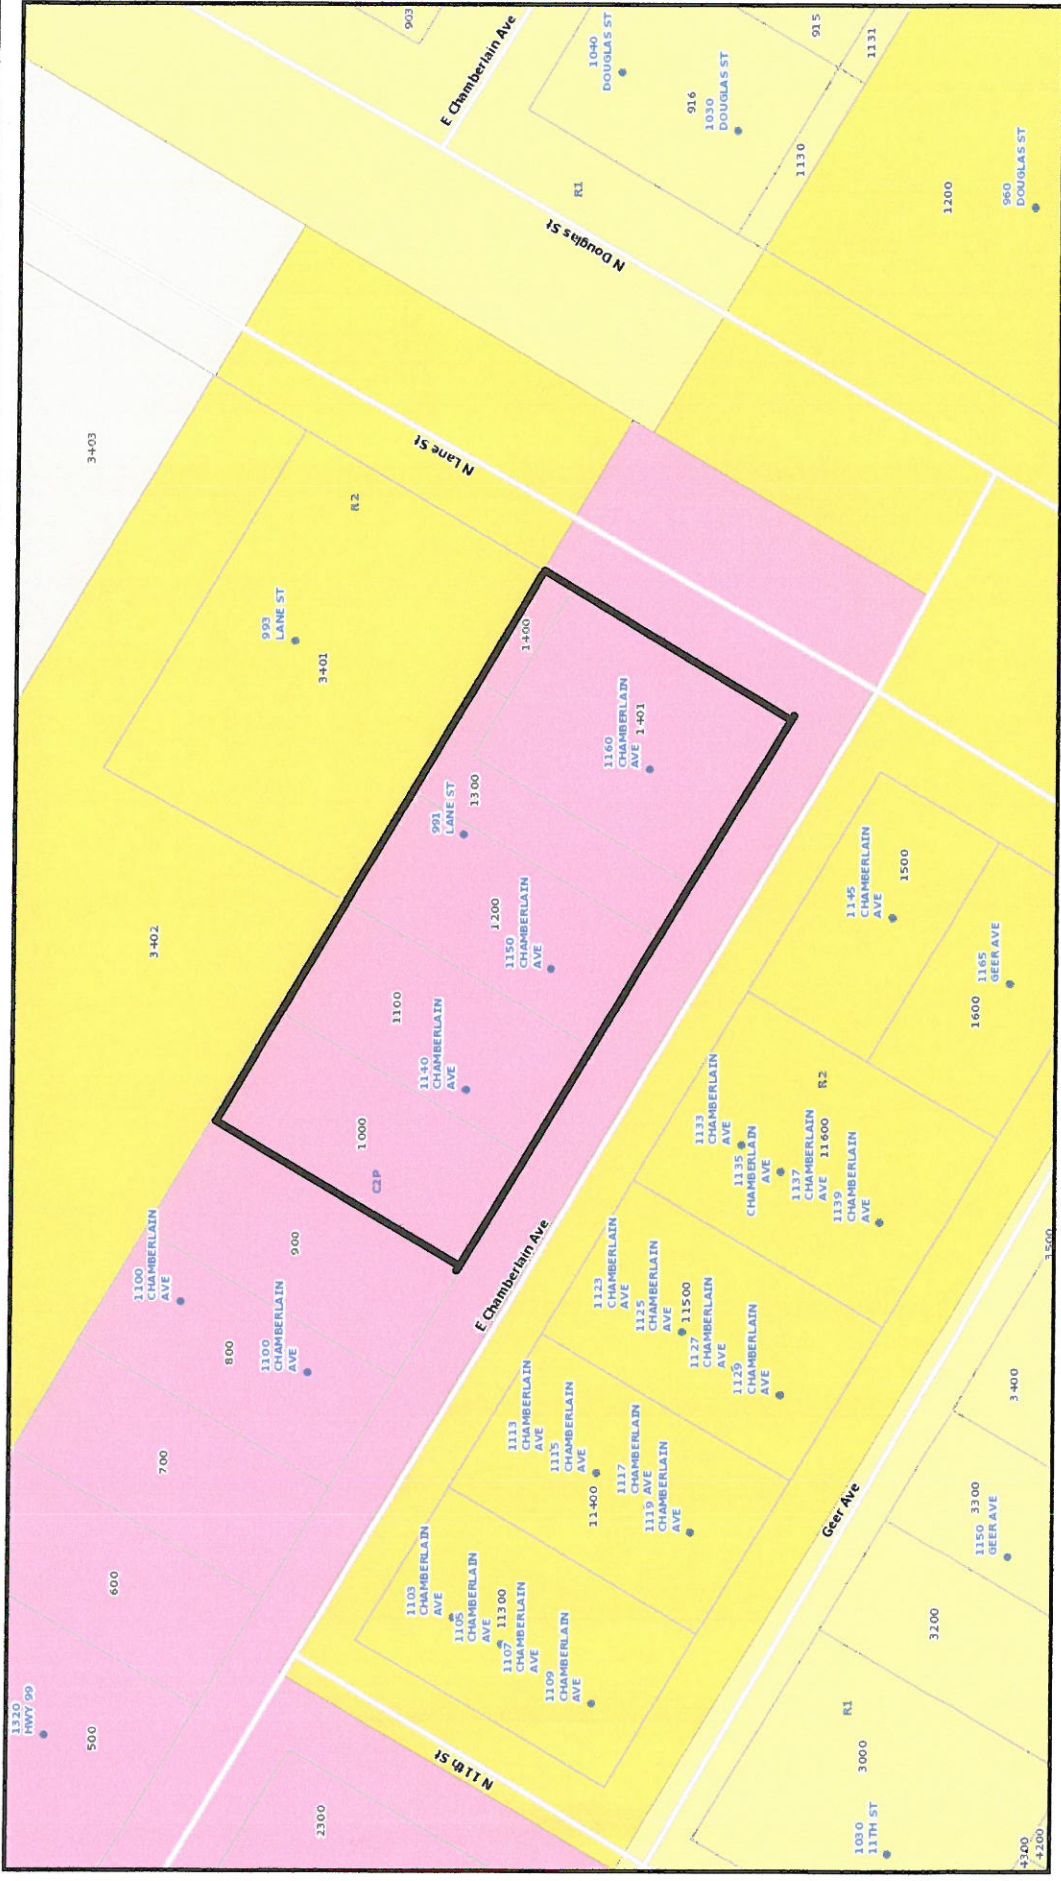 1320
HWY 99
500
600
700
2300
1100
CHAMBERLAIN
AVE
800
1100
CHAMBERLAIN
AVE
900
3402
3403
993
LANE ST
3401
R2
N Lane St
1000
C2P
1100
1140
CHAMBERLAIN
AVE
1200
1150
CHAMBERLAIN
AVE
991
LANE ST
1300
1400
1160
CHAMBERLAIN
AVE
1401
E Chamberlain Ave
N 11th St
1103
CHAMBERLAIN
AVE
1105
CHAMBERLAIN
AVE
11300
1107
CHAMBERLAIN
AVE
1109
CHAMBERLAIN
AVE
1113
CHAMBERLAIN
AVE
1115
CHAMBERLAIN
AVE
11400
1117
CHAMBERLAIN
AVE
1119
CHAMBERLAIN
AVE
1123
CHAMBERLAIN
AVE
1125
CHAMBERLAIN
AVE
11500
1127
CHAMBERLAIN
AVE
1129
CHAMBERLAIN
AVE
1133
CHAMBERLAIN
AVE
1135
CHAMBERLAIN
AVE
1137
CHAMBERLAIN
AVE
11600
1139
CHAMBERLAIN
AVE
R2
1145
CHAMBERLAIN
AVE
1500
1600
1165
GEER AVE
Geer Ave
1030
11TH ST
3000
R1
3200
1150
GEER AVE
3300
3400
3500
4300
4200
903
E Chamberlain Ave
1040
DOUGLAS ST
916
1030
DOUGLAS ST
915
1131
1130
R1
N Douglas St
1200
960
DOUGLAS ST